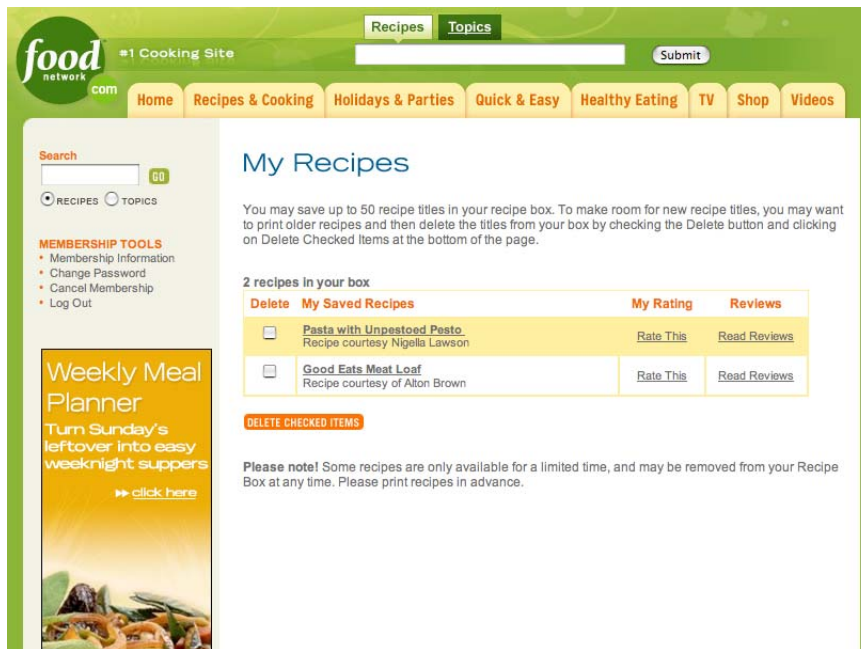 Recipes Topics
food network .com #1 Cooking Site Submit
Home Recipes & Cooking Holidays & Parties Quick & Easy Healthy Eating TV Shop Videos
Search
GO
RECIPES TOPICS
MEMBERSHIP TOOLS
• Membership Information
• Change Password
• Cancel Membership
• Log Out
Weekly Meal
Planner
Turn Sunday's
leftover into easy
weeknight suppers
click here
My Recipes
You may save up to 50 recipe titles in your recipe box. To make room for new recipe titles, you may want
to print older recipes and then delete the titles from your box by checking the Delete button and clicking
on Delete Checked Items at the bottom of the page.
2 recipes in your box
Delete My Saved Recipes My Rating Reviews
Pasta with Unpestoed Pesto
Recipe courtesy Nigella Lawson
Rate This Read Reviews
Good Eats Meat Loaf
Recipe courtesy of Alton Brown
Rate This Read Reviews
DELETE CHECKED ITEMS
Please note! Some recipes are only available for a limited time, and may be removed from your Recipe
Box at any time. Please print recipes in advance.